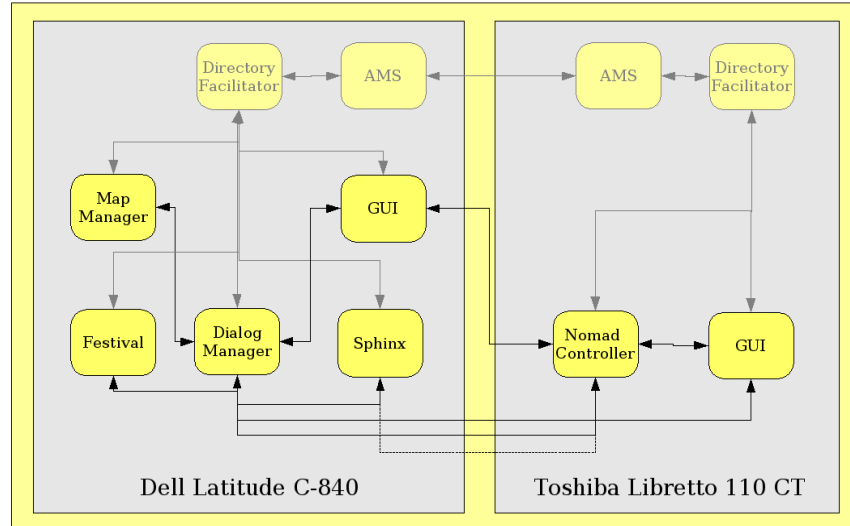 Directory
Facilitator
AMS
AMS
Directory
Facilitator
Map
Manager
GUI
Festival
Dialog
Manager
Sphinx
Nomad
Controller
GUI
Dell Latitude C-840
Toshiba Libretto 110 CT